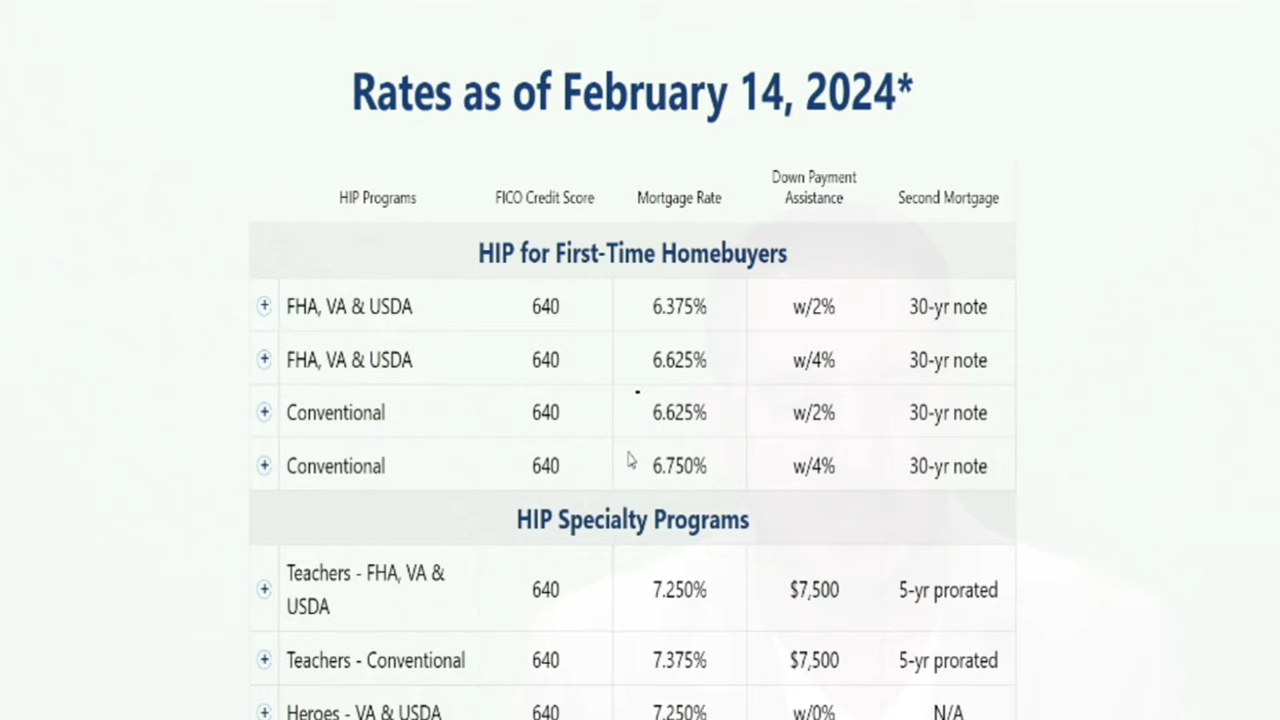 Rates as of February 14, 2024*
HIP Programs FICO Credit Score Mortgage Rate Down Payment Assistance Second Mortgage
HIP for First-Time Homebuyers
FHA, VA & USDA 640 6.375% w/2% 30-yr note
FHA, VA & USDA 640 6.625% w/4% 30-yr note
Conventional 640 6.625% w/2% 30-yr note
Conventional 640 6.750% w/4% 30-yr note
HIP Specialty Programs
Teachers - FHA, VA &
USDA 640 7.250% $7,500 5-yr prorated
Teachers - Conventional 640 7.375% $7,500 5-yr prorated
Heroes - VA & USDA 640 7.250% w/0% N/A